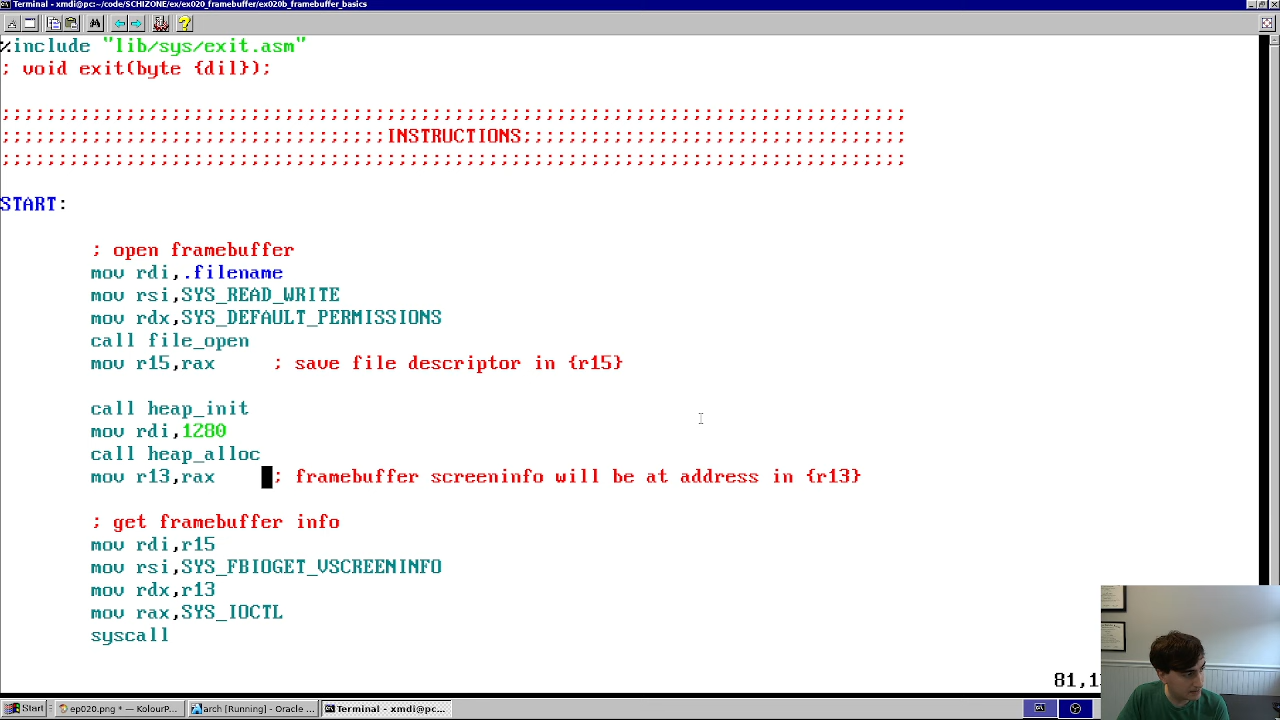 Terminal - xmdi@pc:~/code/SCHIZONE/ex/ex020_framebuffer/ex020b_framebuffer_basics
%include "lib/sys/exit.asm"
; void exit(byte {dil});
;;;;;;;;;;;;;;;;;;;;;;;;;;;;;;;;;;;;;;;;;;;;;;;;;;;;;;;;;;;;;;;;;;;;;;;;;;;;;;;;
;;;;;;;;;;;;;;;;;;;;;;;;;;;;;;;;;;INSTRUCTIONS;;;;;;;;;;;;;;;;;;;;;;;;;;;;;;;;;;
;;;;;;;;;;;;;;;;;;;;;;;;;;;;;;;;;;;;;;;;;;;;;;;;;;;;;;;;;;;;;;;;;;;;;;;;;;;;;;;;
START:
; open framebuffer
mov rdi,.filename
mov rsi,SYS_READ_WRITE
mov rdx,SYS_DEFAULT_PERMISSIONS
call file_open
mov r15,rax ; save file descriptor in {r15}
call heap_init
mov rdi,1280
call heap_alloc
mov r13,rax ; framebuffer screeninfo will be at address in {r13}
; get framebuffer info
mov rdi,r15
mov rsi,SYS_FBIOGET_VSCREENINFO
mov rdx,r13
mov rax,SYS_IOCTL
syscall
Start ep020.png * — KolourP... arch [Running] - Oracle ... Terminal - xmdi@pc:...